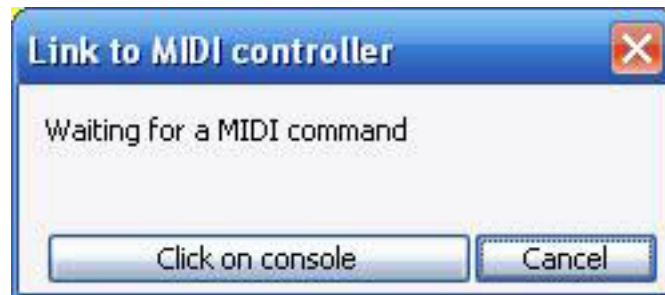 Link to MIDI controller
Waiting for a MIDI command
Click on console
Cancel